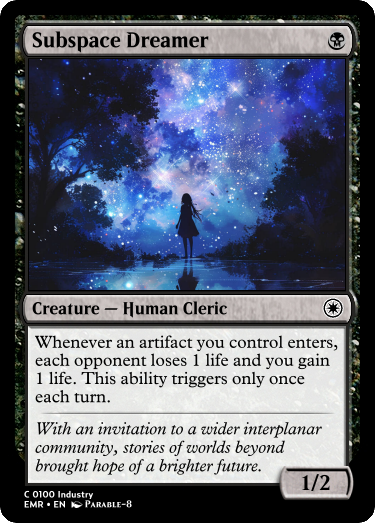 Subspace Dreamer
Creature — Human Cleric
Whenever an artifact you control enters,
each opponent loses 1 life and you gain
1 life. This ability triggers only once
each turn.
With an invitation to a wider interplanar
community, stories of worlds beyond
brought hope of a brighter future.
1/2
C 0100 Industry
EMR • EN Parable-8